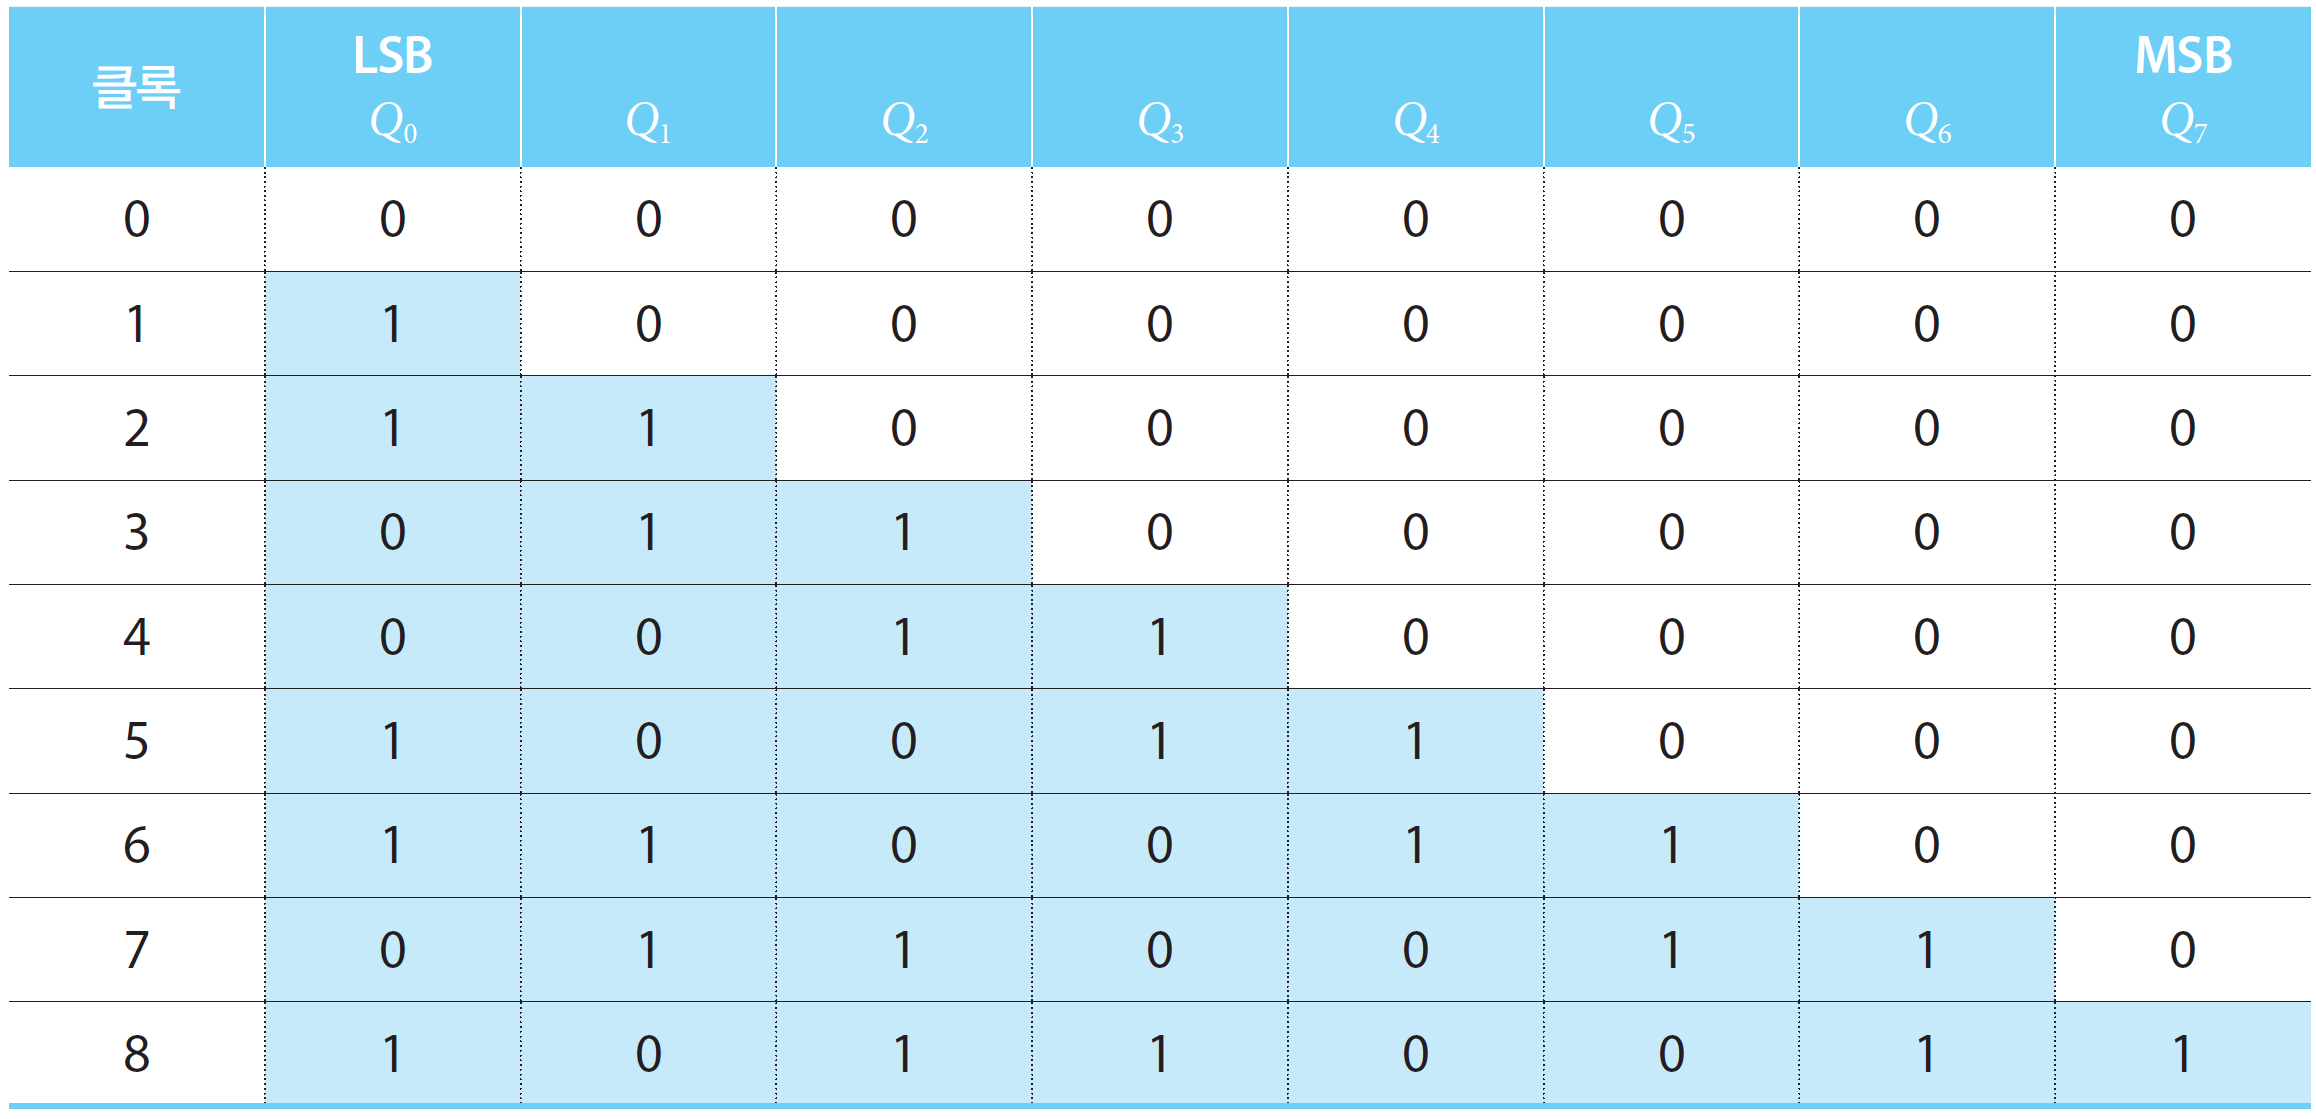 클록 LSB Q0 Q1 Q2 Q3 Q4 Q5 Q6 MSB Q7
0 0 0 0 0 0 0 0 0
1 1 0 0 0 0 0 0 0
2 1 1 0 0 0 0 0 0
3 0 1 1 0 0 0 0 0
4 0 0 1 1 0 0 0 0
5 1 0 0 1 1 0 0 0
6 1 1 0 0 1 1 0 0
7 0 1 1 0 0 1 1 0
8 1 0 1 1 0 0 1 1